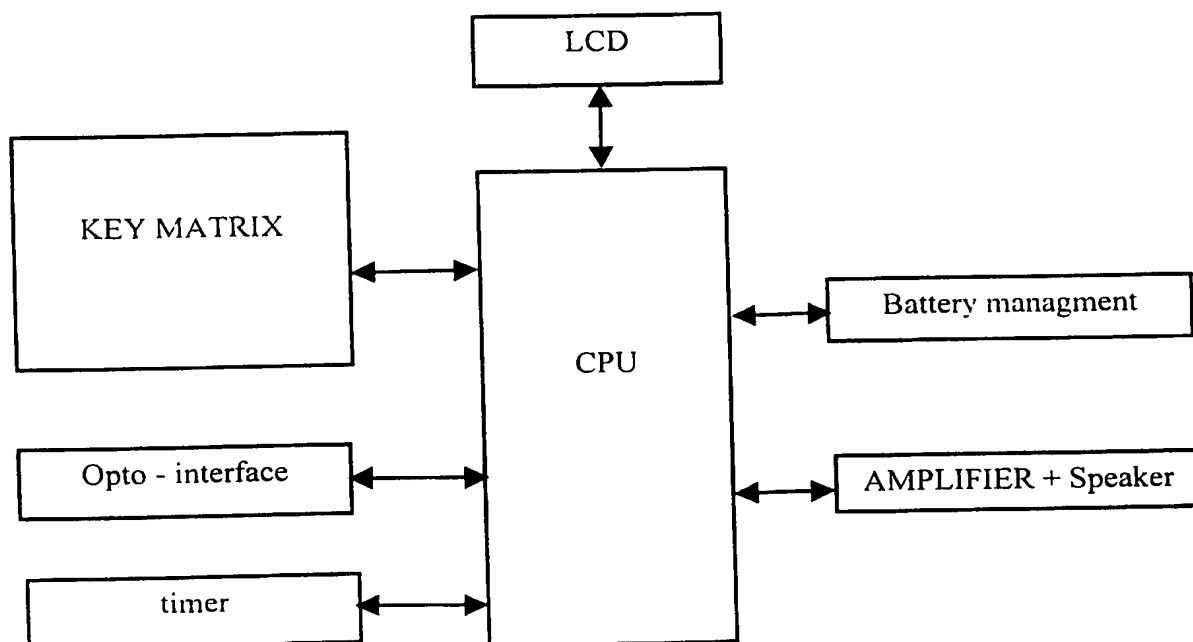 LCD
KEY MATRIX
CPU
Battery managment
Opto - interface
AMPLIFIER + Speaker
timer